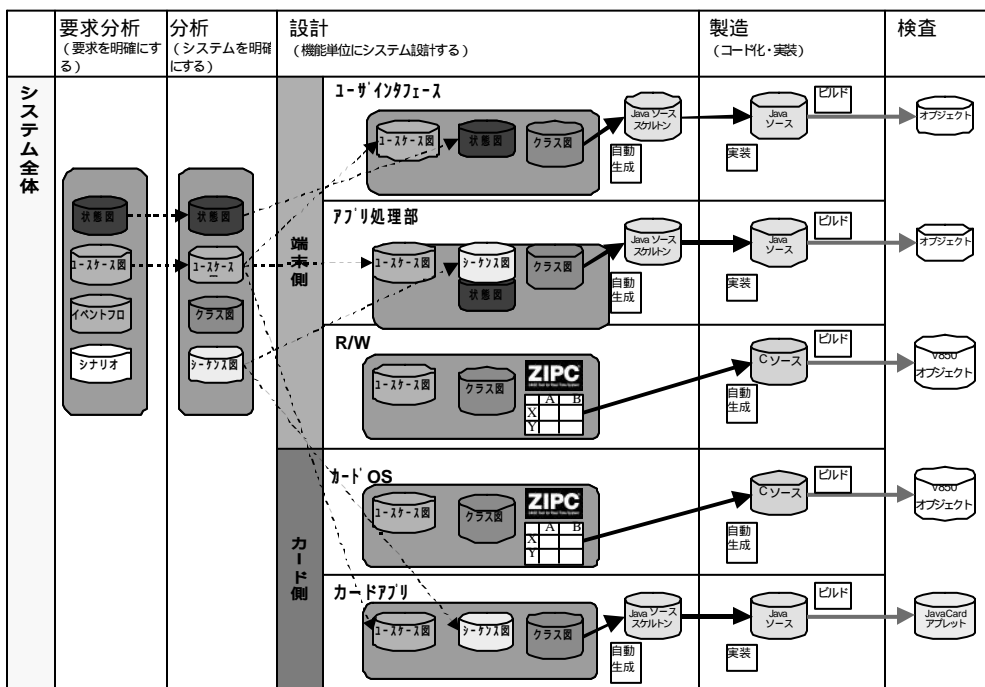 要求分析
(要求を明確にす
る)
分析
(システムを明確
にする)
設計
(機能単位にシステム設計する)
製造
(コード化・実装)
検査
システム全体
状態図
ユースケース図
イベントフロ
シナリオ
状態図
ユースケース
クラス図
シーケンス図
端末側
ユーザインタフェース
ユースケース図
状態図
クラス図
Java ソース
スケルトン
自動
生成
Java
ソース
実装
ビルド
オブジェクト
アプリ処理部
ユースケース図
シーケンス図
状態図
クラス図
Java ソース
スケルトン
自動
生成
Java
ソース
実装
ビルド
オブジェクト
R/W
ユースケース図
クラス図
ZIPC
A B
X
Y
C ソース
自動
生成
ビルド
V850
オブジェクト
カード側
カードOS
ユースケース図
クラス図
ZIPC
A B
X
Y
C ソース
自動
生成
ビルド
V850
オブジェクト
カードアプリ
ユースケース図
シーケンス図
クラス図
Java ソース
スケルトン
自動
生成
Java
ソース
実装
ビルド
JavaCard
アプレット